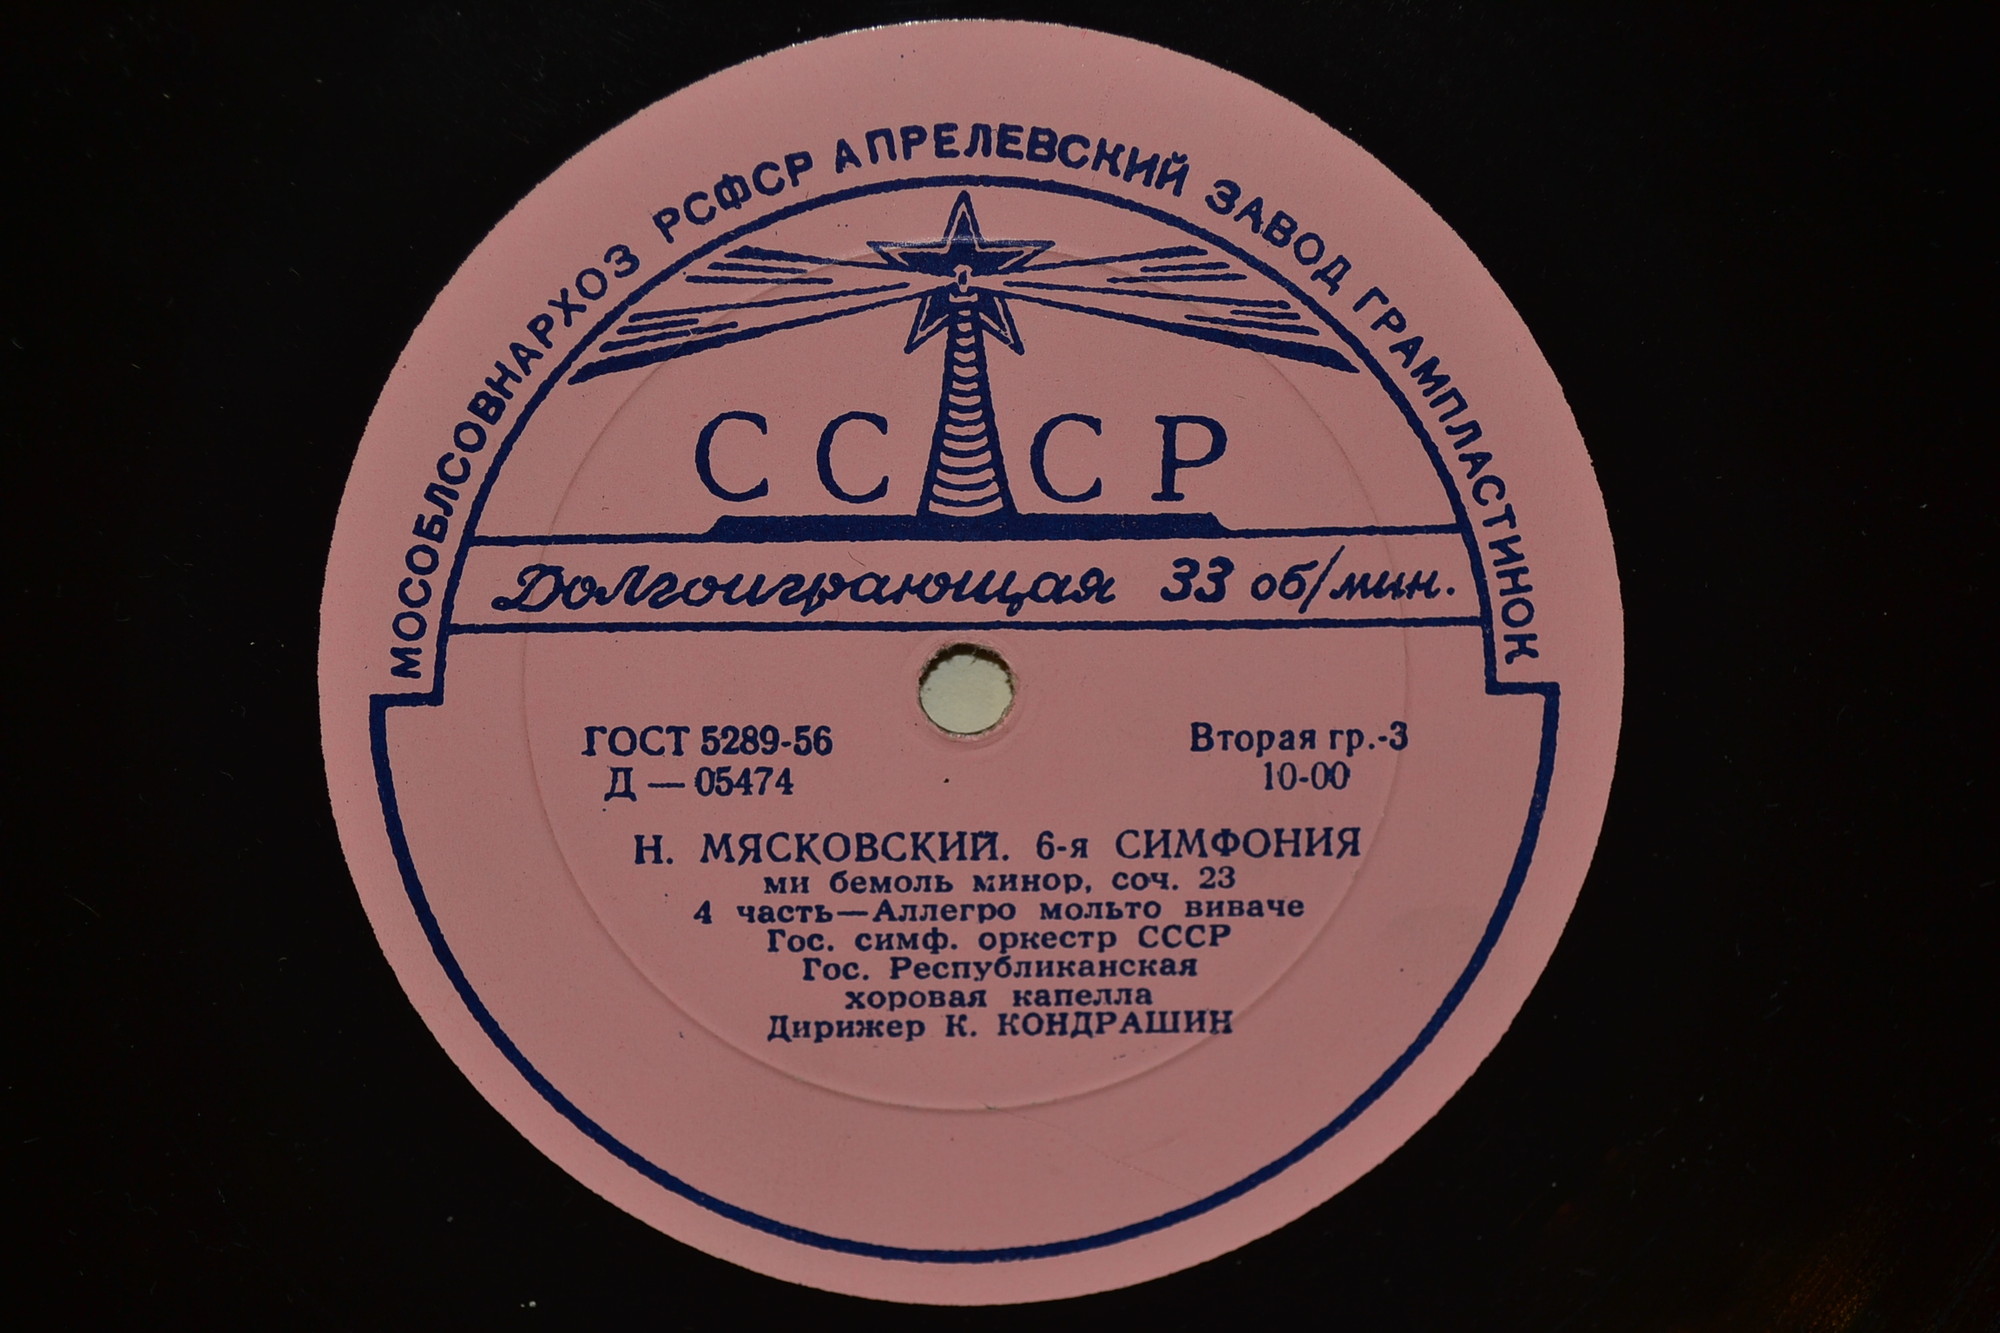 МОСОБЛСОВНАРХОЗ РСФСР АПРЕЛЕВСКИЙ ЗАВОД ГРАМПЛАСТИНОК
СССР
Долгоиграющая 33 об/мин.
ГОСТ 5289-56
Д — 05474
Вторая гр.-3
10-00
Н. МЯСКОВСКИЙ. 6-я СИМФОНИЯ
ми бемоль минор, соч. 23
4 часть—Аллегро мольто виваче
Гос. симф. оркестр СССР
Гос. Республиканская
хоровая капелла
Дирижер К. КОНДРАШИН